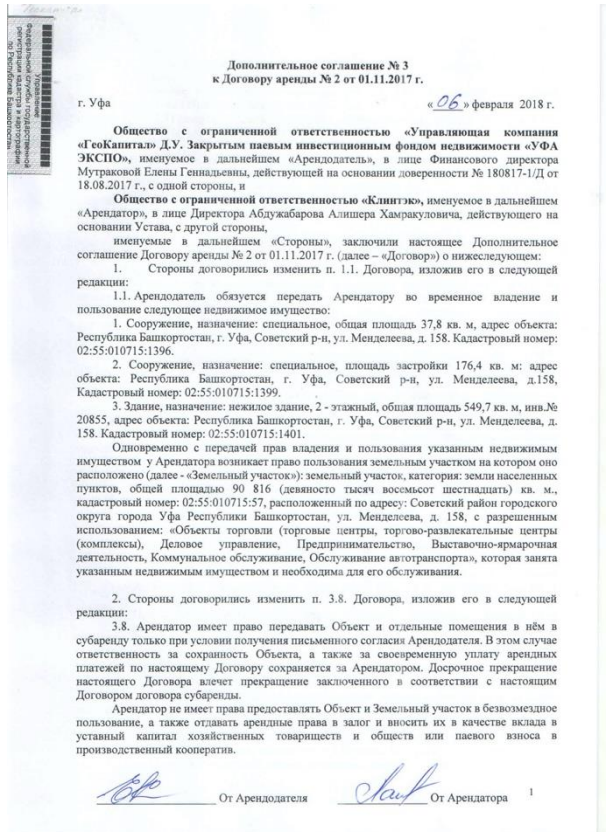 Управление
Федеральной службы государственной
регистрации кадастра и картографии
по Республике Башкортостан
Дополнительное соглашение № 3
к Договору аренды № 2 от 01.11.2017 г.
г. Уфа « 06 » февраля 2018 г.
Общество с ограниченной ответственностью «Управляющая компания
«ГеоКапитал» Д.У. Закрытым паевым инвестиционным фондом недвижимости «УФА
ЭКСПО», именуемое в дальнейшем «Арендодатель», в лице Финансового директора
Мутраковой Елены Геннадьевны, действующей на основании доверенности № 180817-1/Д от
18.08.2017 г., с одной стороны, и
Общество с ограниченной ответственностью «Клинтэк», именуемое в дальнейшем
«Арендатор», в лице Директора Абдужабарова Алишера Хамракуловича, действующего на
основании Устава, с другой стороны,
именуемые в дальнейшем «Стороны», заключили настоящее Дополнительное
соглашение Договору аренды № 2 от 01.11.2017 г. (далее – «Договор») о нижеследующем:
1. Стороны договорились изменить п. 1.1. Договора, изложив его в следующей
редакции:
1.1. Арендодатель обязуется передать Арендатору во временное владение и
пользование следующее недвижимое имущество:
1. Сооружение, назначение: специальное, общая площадь 37,8 кв. м, адрес объекта:
Республика Башкортостан, г. Уфа, Советский р-н, ул. Менделеева, д. 158. Кадастровый номер:
02:55:010715:1396.
2. Сооружение, назначение: специальное, площадь застройки 176,4 кв. м: адрес
объекта: Республика Башкортостан, г. Уфа, Советский р-н, ул. Менделеева, д.158,
Кадастровый номер: 02:55:010715:1399.
3. Здание, назначение: нежилое здание, 2 - этажный, общая площадь 549,7 кв. м, инв.№
20855, адрес объекта: Республика Башкортостан, г. Уфа, Советский р-н, ул. Менделеева, д.
158. Кадастровый номер: 02:55:010715:1401.
Одновременно с передачей прав владения и пользования указанным недвижимым
имуществом у Арендатора возникает право пользования земельным участком на котором оно
расположено (далее - «Земельный участок»): земельный участок, категория: земли населенных
пунктов, общей площадью 90 816 (девяносто тысяч восемьсот шестнадцать) кв. м.,
кадастровый номер: 02:55:010715:57, расположенный по адресу: Советский район городского
округа города Уфа Республики Башкортостан, ул. Менделеева, д. 158, с разрешенным
использованием: «Объекты торговли (торговые центры, торгово-развлекательные центры
(комплексы), Деловое управление, Предпринимательство, Выставочно-ярмарочная
деятельность, Коммунальное обслуживание, Обслуживание автотранспорта», которая занята
указанным недвижимым имуществом и необходима для его обслуживания.
2. Стороны договорились изменить п. 3.8. Договора, изложив его в следующей
редакции:
3.8. Арендатор имеет право передавать Объект и отдельные помещения в нём в
субаренду только при условии получения письменного согласия Арендодателя. В этом случае
ответственность за сохранность Объекта, а также за своевременную уплату арендных
платежей по настоящему Договору сохраняется за Арендатором. Досрочное прекращение
настоящего Договора влечет прекращение заключенного в соответствии с настоящим
Договором договора субаренды.
Арендатор не имеет права предоставлять Объект и Земельный участок в безвозмездное
пользование, а также отдавать арендные права в залог и вносить их в качестве вклада в
уставный капитал хозяйственных товариществ и обществ или паевого взноса в
производственный кооператив.
От Арендодателя От Арендатора 1